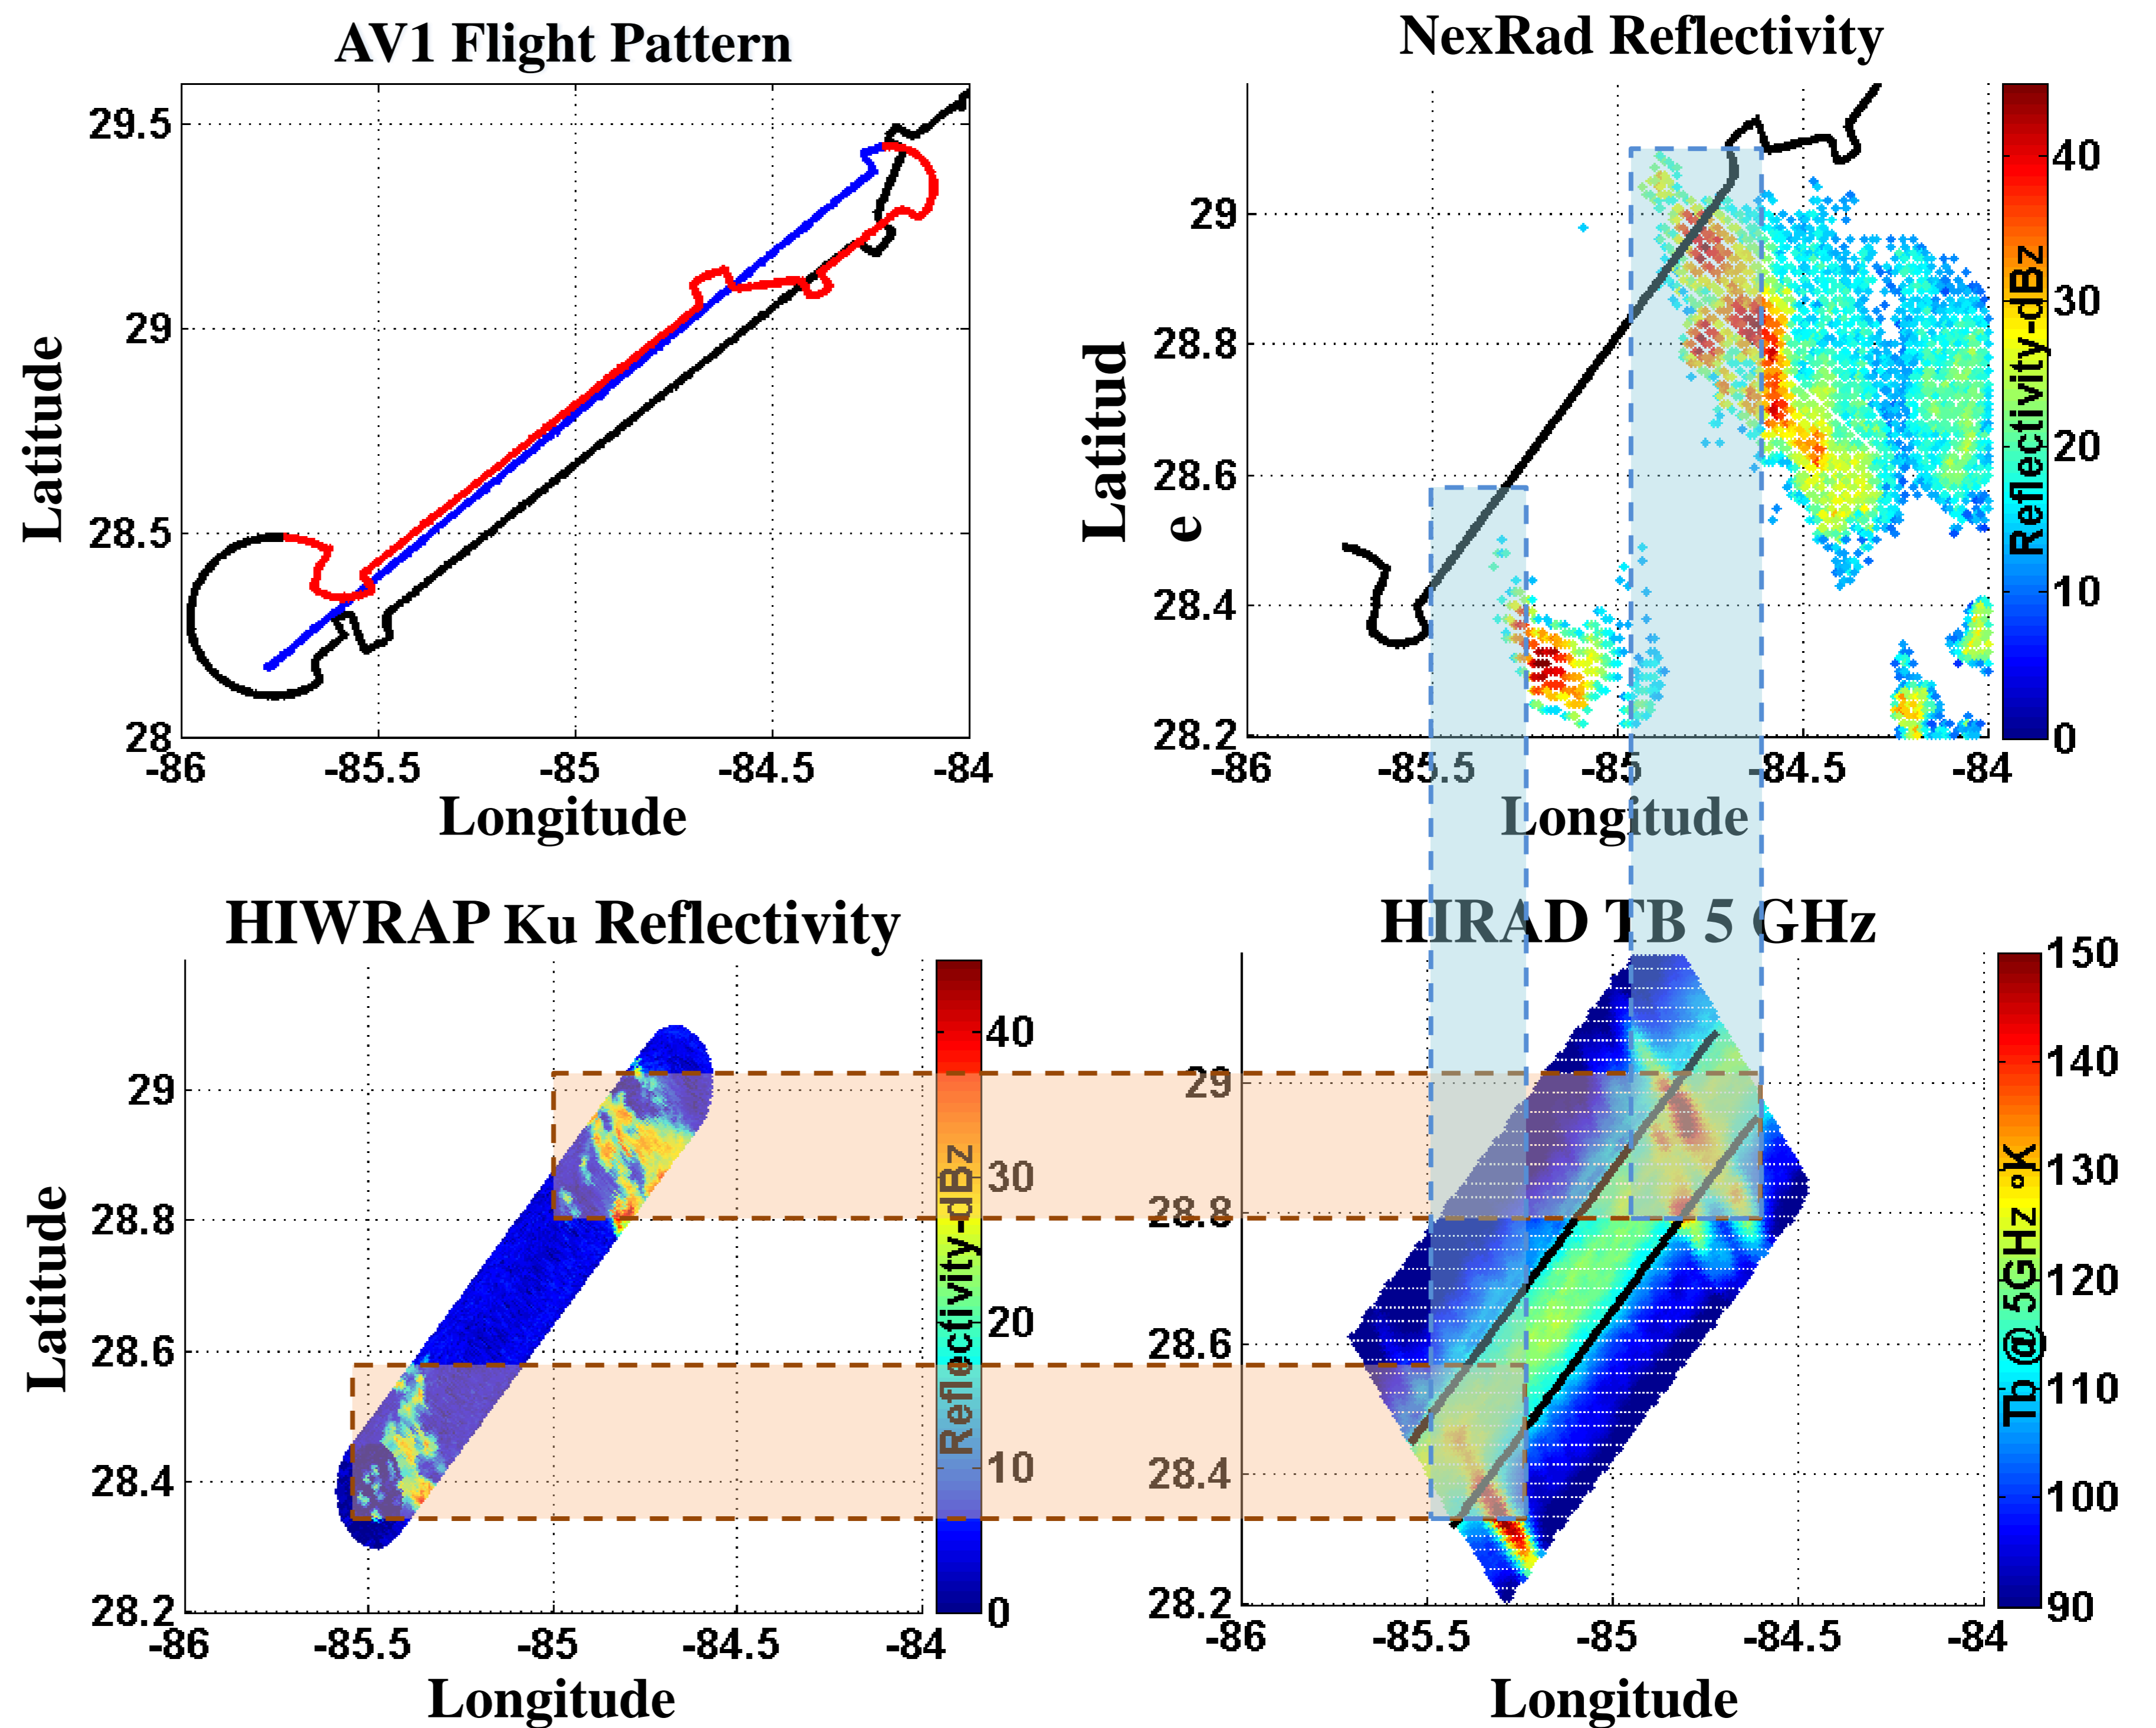 AV1 Flight Pattern
29.5
29
28.5
28
-86 -85.5 -85 -84.5 -84
Longitude
Latitude
NexRad Reflectivity
29
28.8
28.6
28.4
28.2
-86 -85.5 -85 -84.5 -84
Longitude
Latitud
e
40
30
20
10
0
Reflectivity-dBz
HIWRAP Ku Reflectivity
29
28.8
28.6
28.4
28.2
-86 -85.5 -85 -84.5 -84
Longitude
Latitude
40
30
20
10
0
Reflectivity-dBz
HIRAD TB 5 GHz
29
28.8
28.6
28.4
28.2
-86 -85.5 -85 -84.5 -84
Longitude
150
140
130
120
110
100
90
Tb @ 5GHz °K